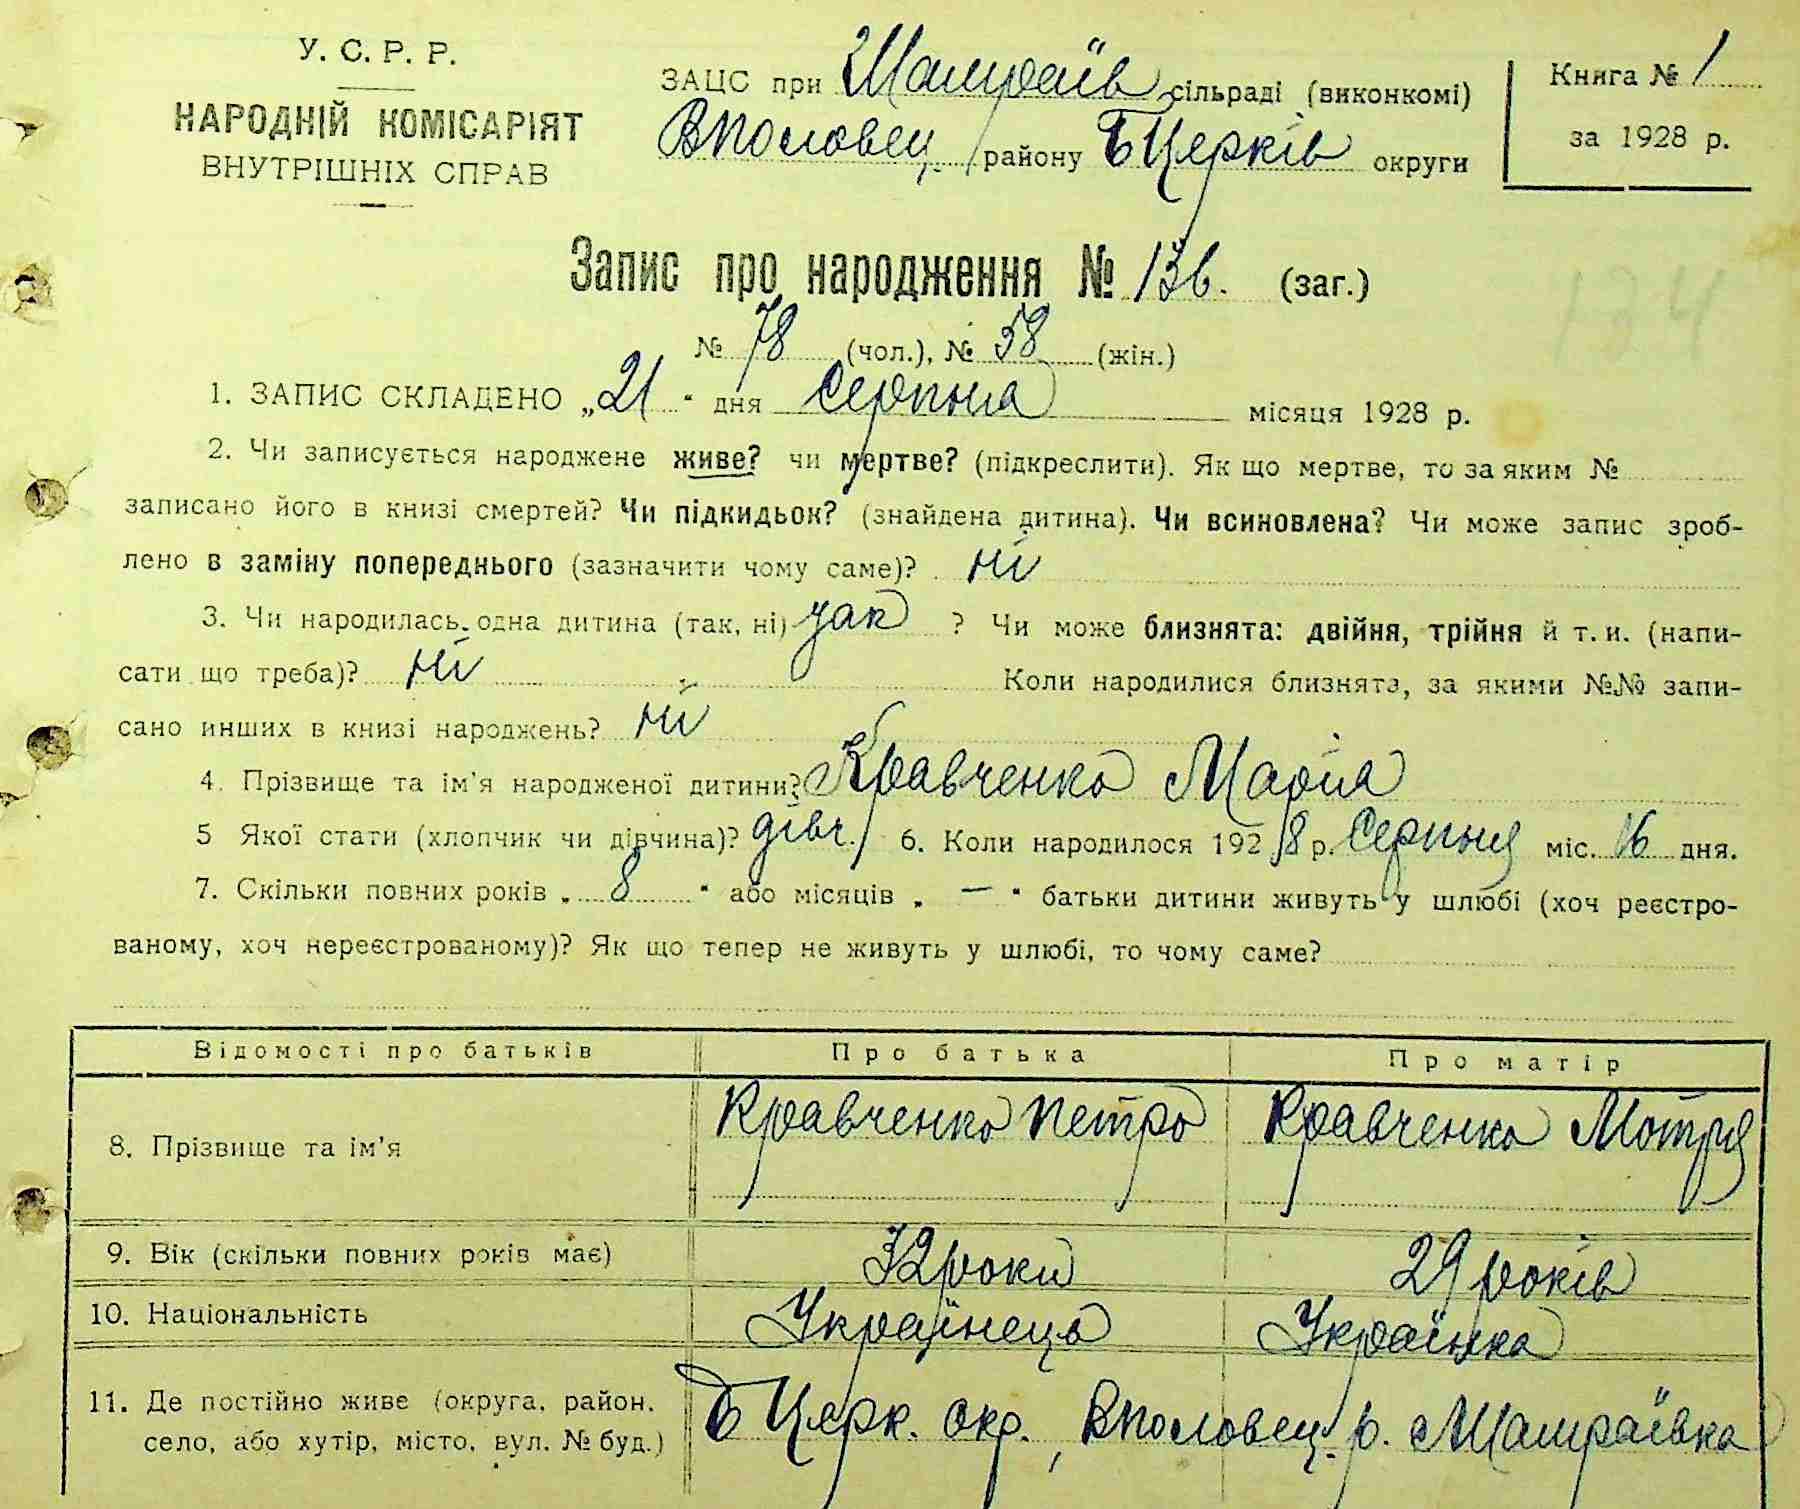 У. С. Р. Р.
НАРОДНІЙ КОМІСАРІЯТ
ВНУТРІШНІХ СПРАВ
ЗАЦС при Шамраїв сільраді (виконкомі)
Вполовец. району БЦерків округи
Книга № 1
за 1928 р.
Запис про народження № 136. (заг.)
134
№ 78 (чол.), № 58 (жін.)
1. ЗАПИС СКЛАДЕНО „21“ дня Серпня місяця 1928 р.
2. Чи записується народжене живе? чи мертве? (підкреслити). Як що мертве, то за яким №
записано його в книзі смертей? Чи підкидьок? (знайдена дитина). Чи всиновлена? Чи може запис зроб-
лено в заміну попереднього (зазначити чому саме)? ні
3. Чи народилась одна дитина (так, ні) так ? Чи може близнята: двійня, трійня й т. и. (напи-
сати що треба)? ні Коли народилися близнята, за якими №№ запи-
сано инших в книзі народжень? ні
4. Прізвище та ім'я народженої дитини? Кравченко Марія
5 Якої стати (хлопчик чи дівчина)? дівч. 6. Коли народилося 1928 р. Серпня міс. 16 дня.
7. Скільки повних років „ 8 “ або місяців „ — “ батьки дитини живуть у шлюбі (хоч реєстро-
ваному, хоч нереєстрованому)? Як що тепер не живуть у шлюбі, то чому саме?
Відомості про батьків Про батька Про матір
8. Прізвище та ім'я Кравченко Петро Кравченко Мотря
9. Вік (скільки повних років має) 32 роки 29 років
10. Національність Українець Українка
11. Де постійно живе (округа, район,
село, або хутір, місто, вул. № буд.) Б Церк. окр., Вполовец. р. с Шамраївка